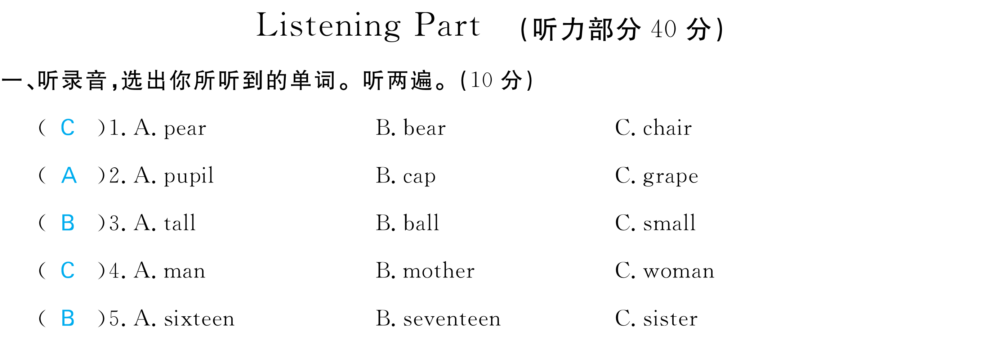 Listening Part (听力部分 40 分)
一、听录音,选出你所听到的单词。听两遍。(10 分)
( C )1. A. pear B. bear C. chair
( A )2. A. pupil B. cap C. grape
( B )3. A. tall B. ball C. small
( C )4. A. man B. mother C. woman
( B )5. A. sixteen B. seventeen C. sister